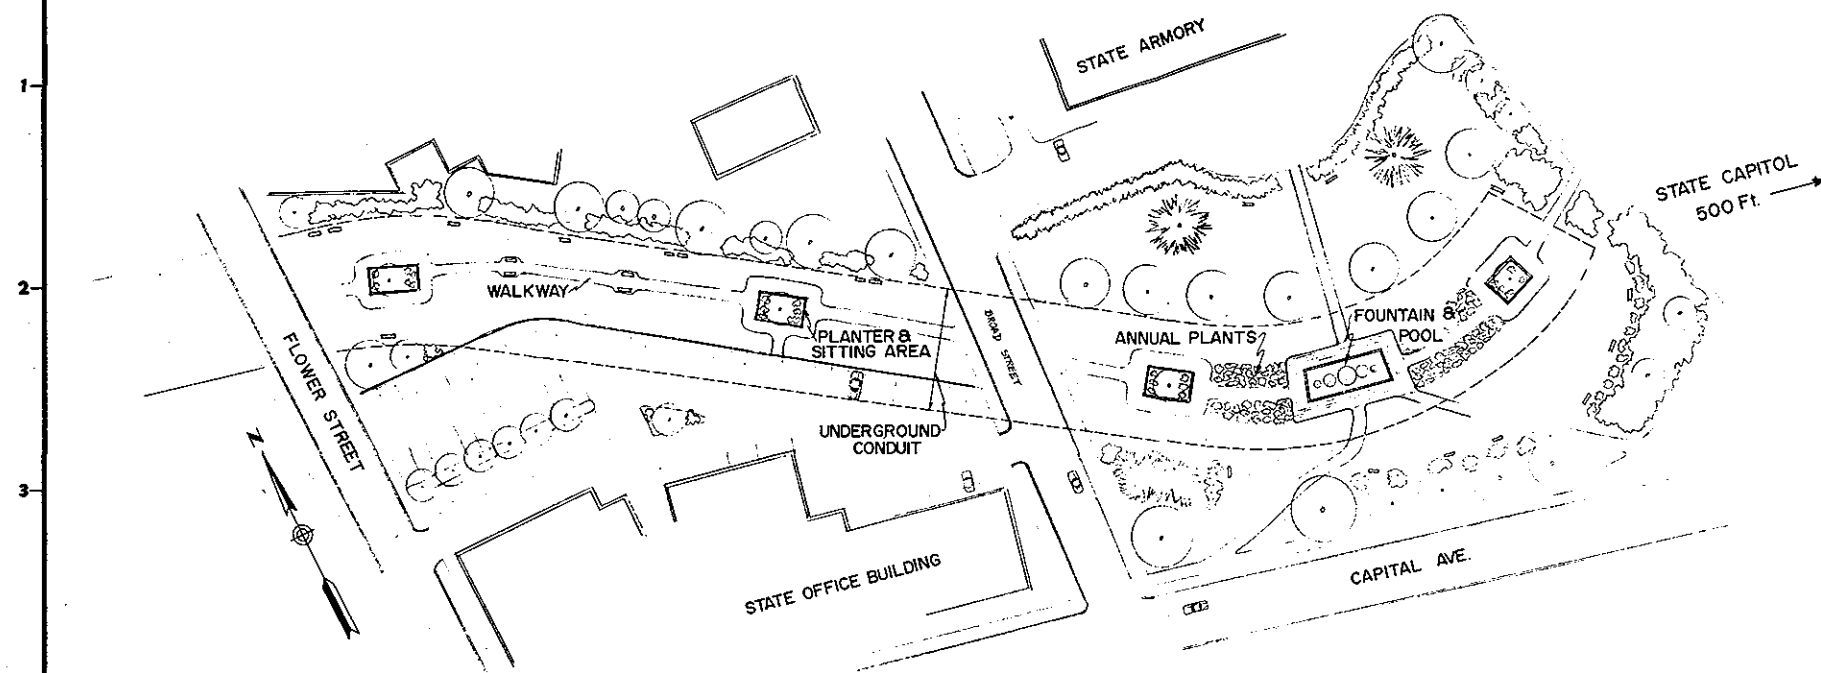 STATE ARMORY
1
STATE CAPITOL
500 Ft.
2
WALKWAY
FLOWER STREET
PLANTER &
SITTING AREA
BROAD STREET
ANNUAL PLANTS
FOUNTAIN &
POOL
UNDERGROUND
CONDUIT
N
3
STATE OFFICE BUILDING
CAPITAL AVE.